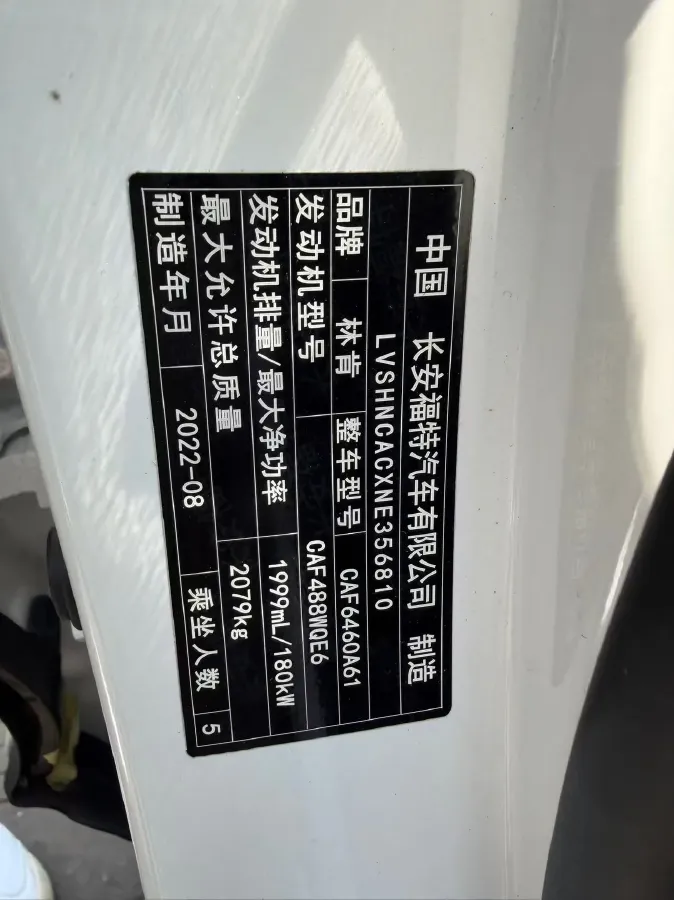 中国 长安福特汽车有限公司 制造
LVSHNCACXNE356810
品牌 林肯 整车型号 CAF6460A61
发动机型号 CAF488WQE6
发动机排量/最大净功率 1999mL/180kW
最大允许总质量 2079kg
制造年月 2022-08 乘坐人数 5